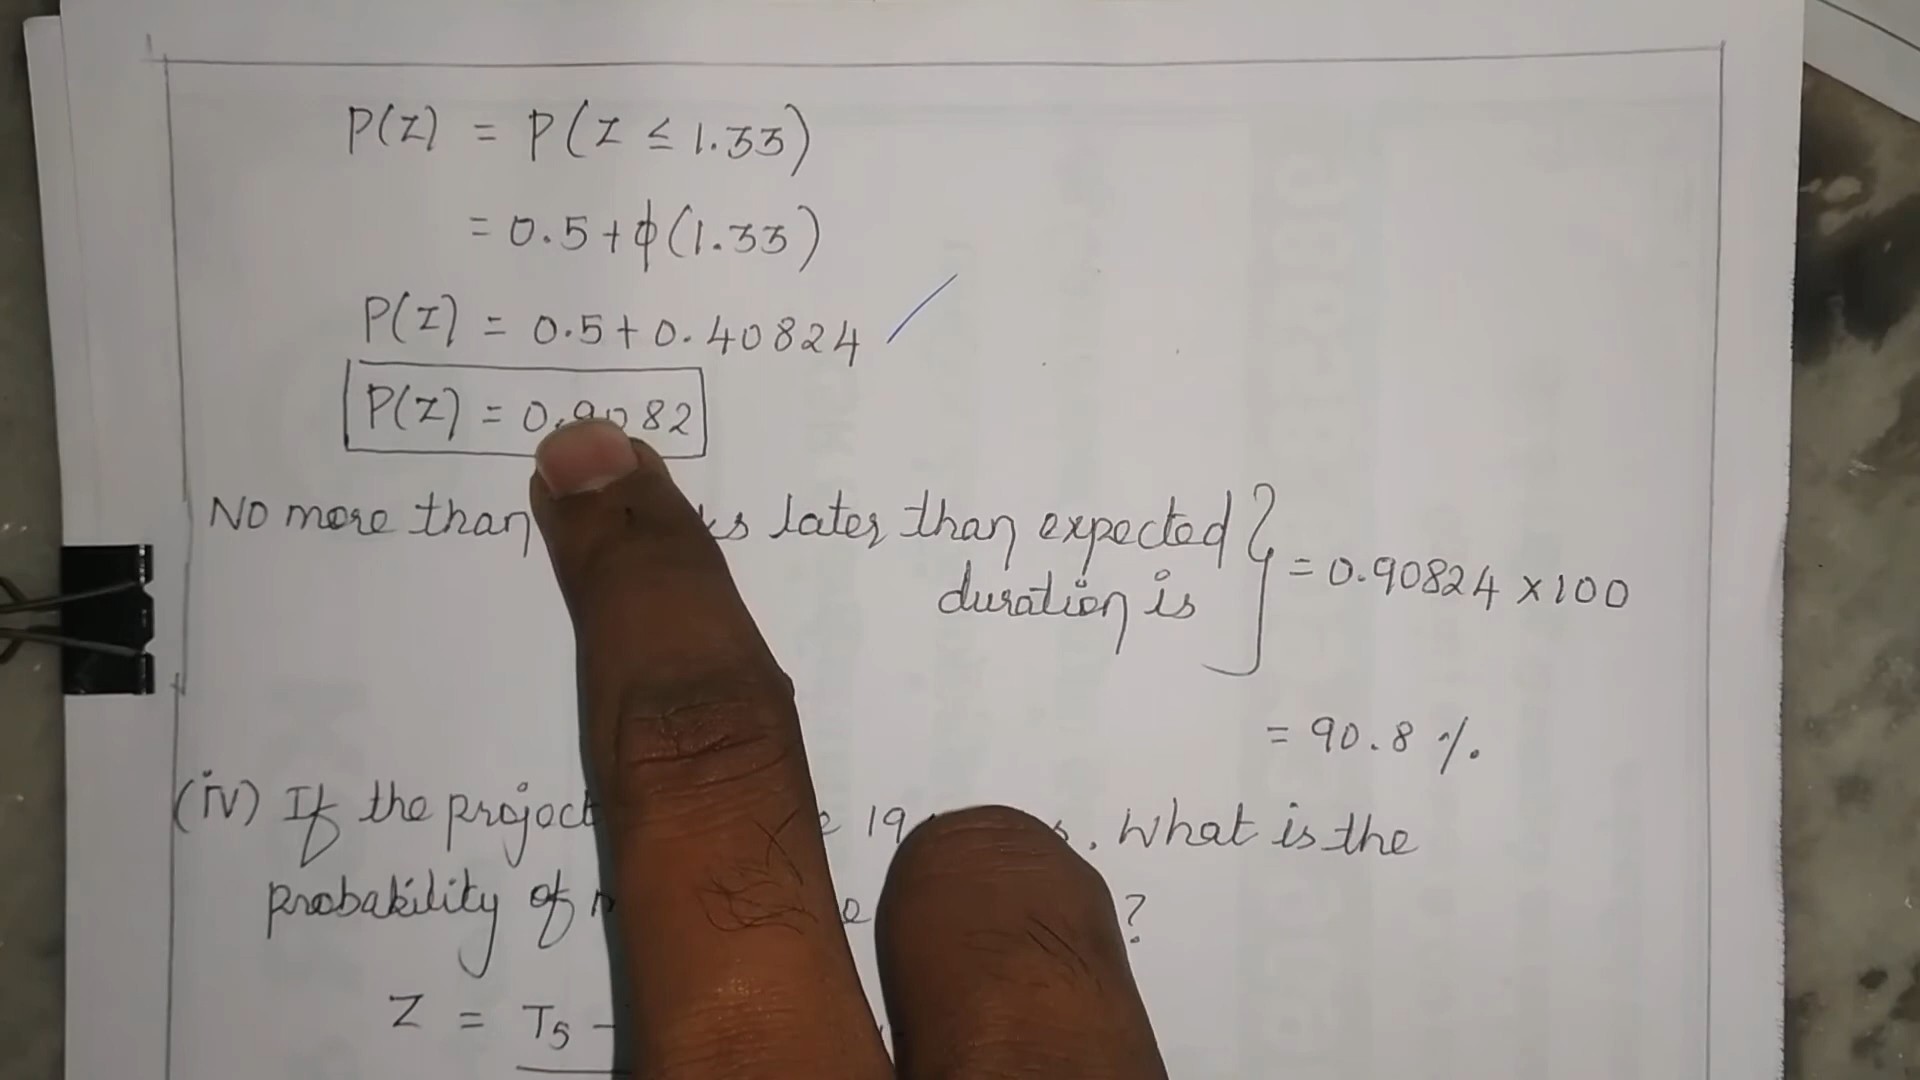 P(Z) = P(Z ≤ 1.33)
= 0.5 + φ(1.33)
P(Z) = 0.5 + 0.40824
P(Z) = 0.9082
No more than later than expected
duration is } = 0.90824 × 100
= 90.8 %.
(iv) If the project 19 . What is the
probability of ?
Z = T5 -